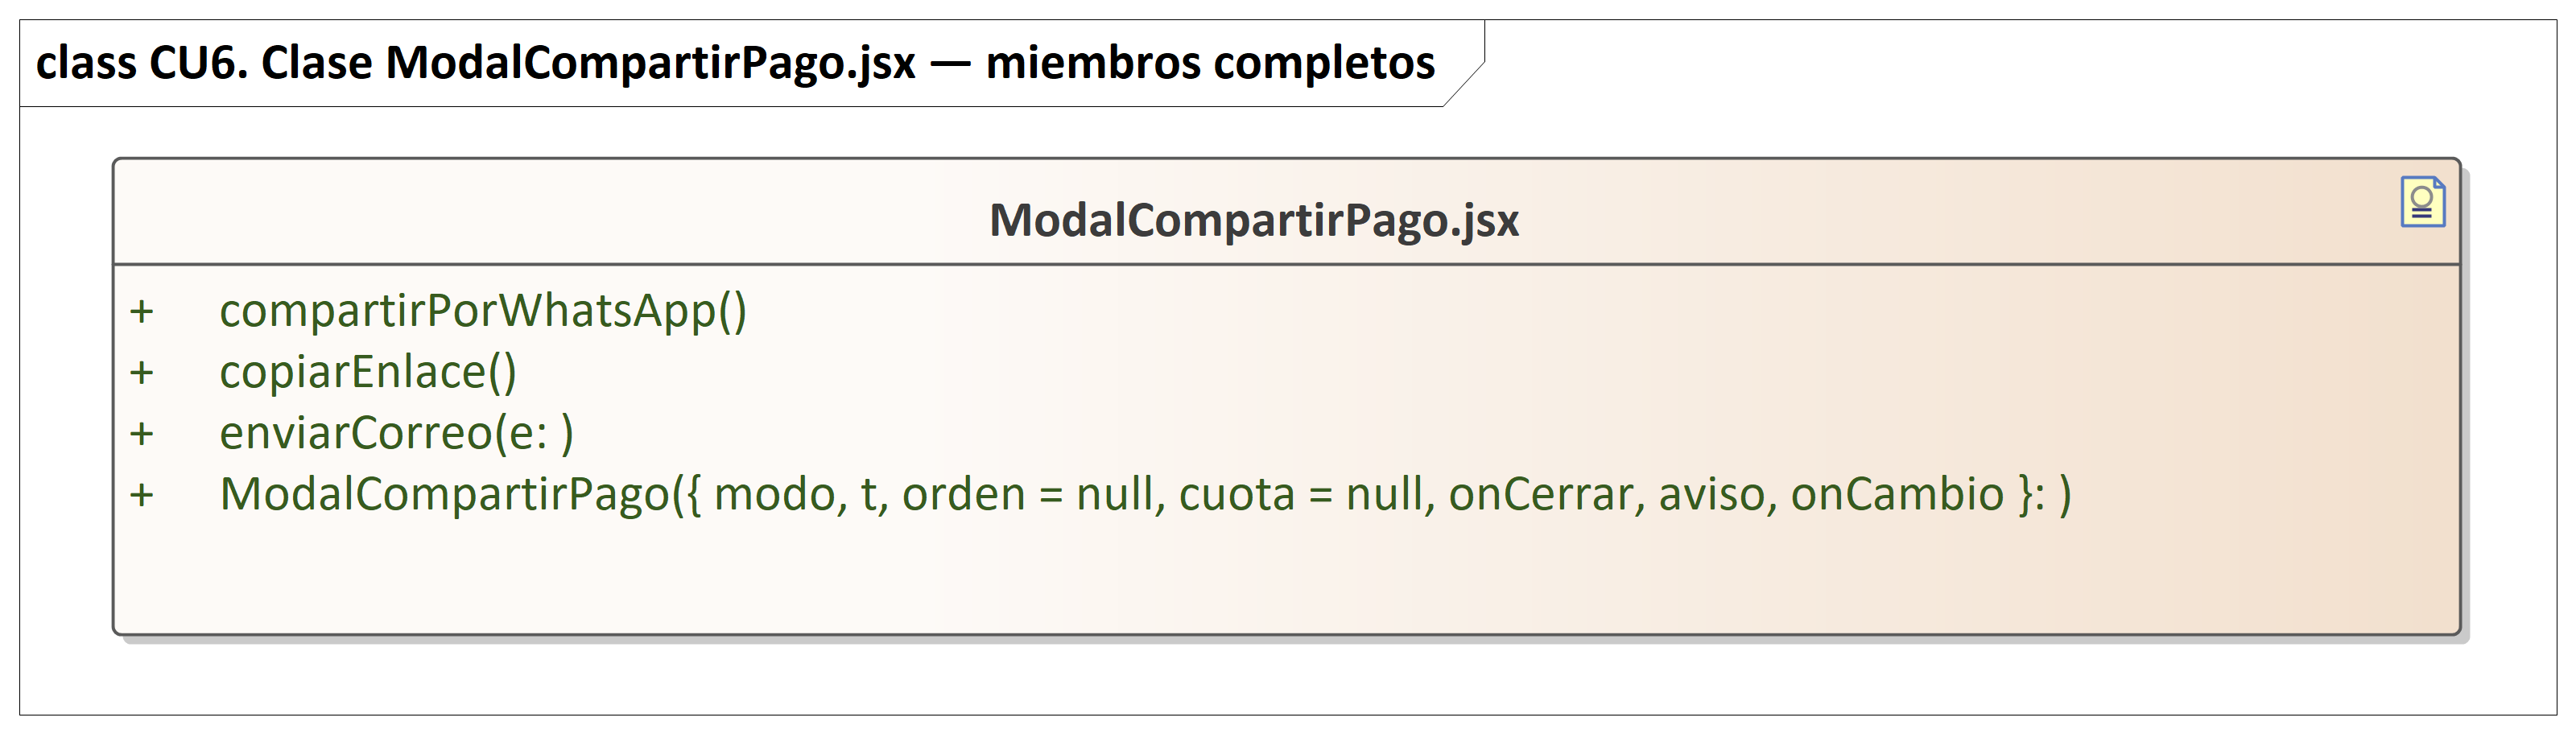 class CU6. Clase ModalCompartirPago.jsx — miembros completos
ModalCompartirPago.jsx
+ compartirPorWhatsApp()
+ copiarEnlace()
+ enviarCorreo(e: )
+ ModalCompartirPago({ modo, t, orden = null, cuota = null, onCerrar, aviso, onCambio }: )